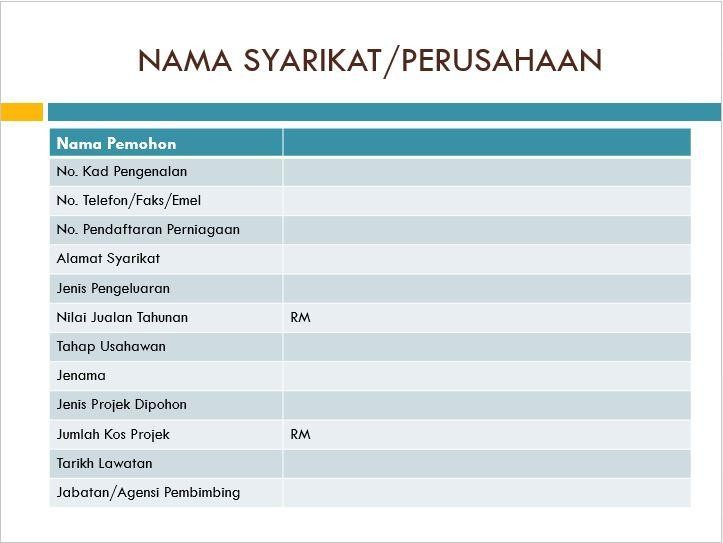 NAMA SYARIKAT/PERUSAHAAN
Nama Pemohon
No. Kad Pengenalan
No. Telefon/Faks/Emel
No. Pendaftaran Perniagaan
Alamat Syarikat
Jenis Pengeluaran
Nilai Jualan Tahunan RM
Tahap Usahawan
Jenama
Jenis Projek Dipohon
Jumlah Kos Projek RM
Tarikh Lawatan
Jabatan/Agensi Pembimbing